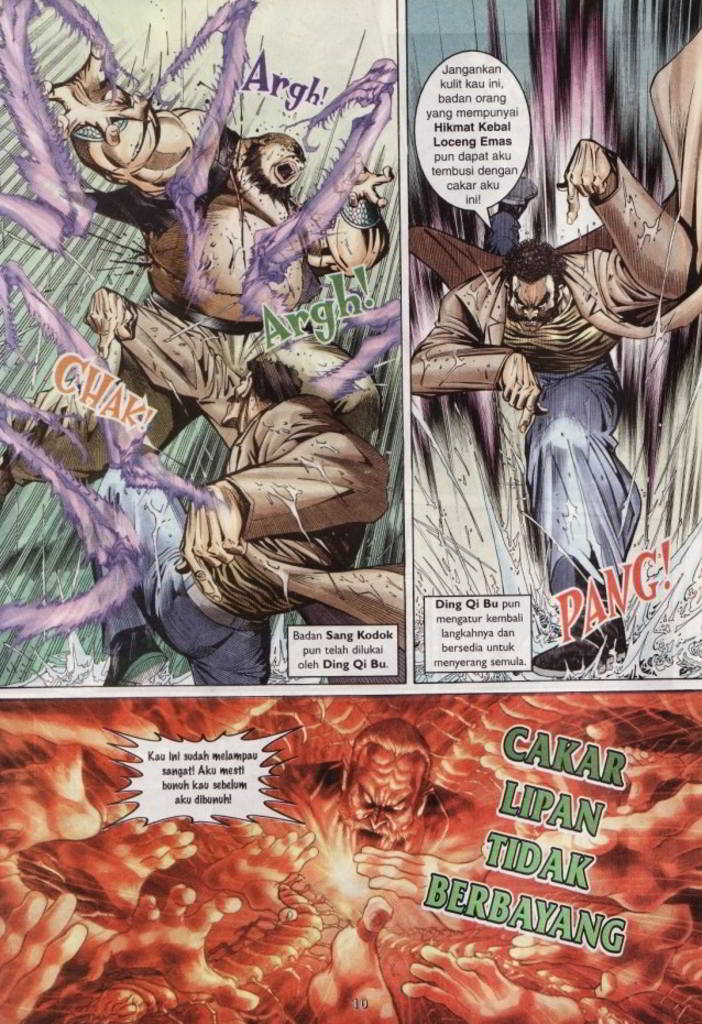 Argh!
Argh!
CHAK!
Badan Sang Kodok
pun telah dilukai
oleh Ding Qi Bu.
Jangankan
kulit kau ini,
badan orang
yang mempunyai
Hikmat Kebal
Loceng Emas
pun dapat aku
tembusi dengan
cakar aku
ini!
PANG!
Ding Qi Bu pun
mengatur kembali
langkahnya dan
bersedia untuk
menyerang semula.
Kau ini sudah melampau
sangat! Aku mesti
bunuh kau sebelum
aku dibunuh!
CAKAR
LIPAN
TIDAK
BERBAYANG
10